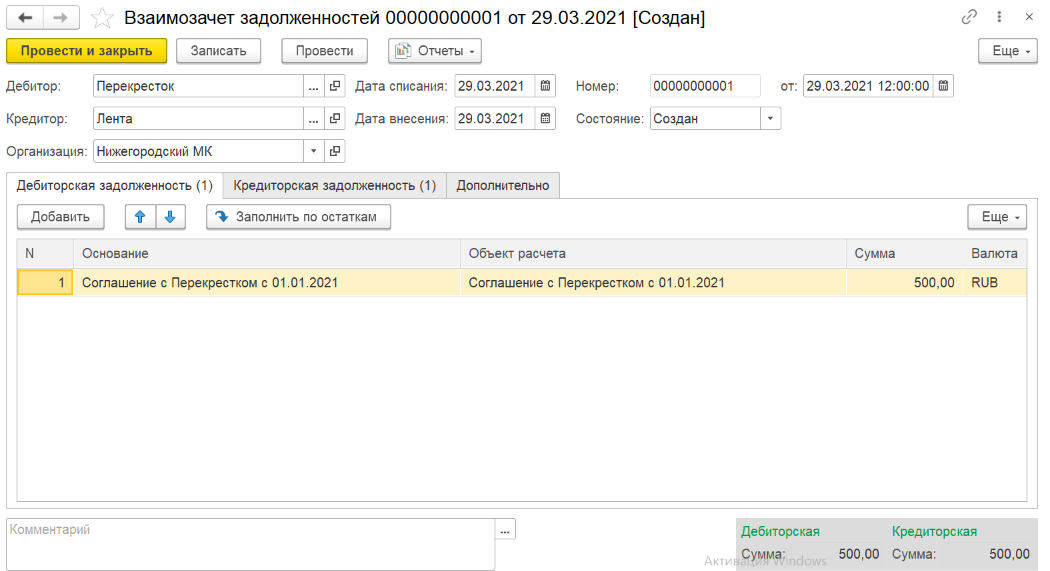 Взаимозачет задолженностей 00000000001 от 29.03.2021 [Создан]
Провести и закрыть Записать Провести Отчеты Еще
Дебитор: Перекресток ... Дата списания: 29.03.2021 Номер: 00000000001 от: 29.03.2021 12:00:00
Кредитор: Лента ... Дата внесения: 29.03.2021 Состояние: Создан
Организация: Нижегородский МК
Дебиторская задолженность (1) Кредиторская задолженность (1) Дополнительно
Добавить Заполнить по остаткам Еще
N Основание Объект расчета Сумма Валюта
1 Соглашение с Перекрестком с 01.01.2021 Соглашение с Перекрестком с 01.01.2021 500,00 RUB
Комментарий ...
Дебиторская Кредиторская
Сумма: 500,00 Сумма: 500,00
Активация Windows